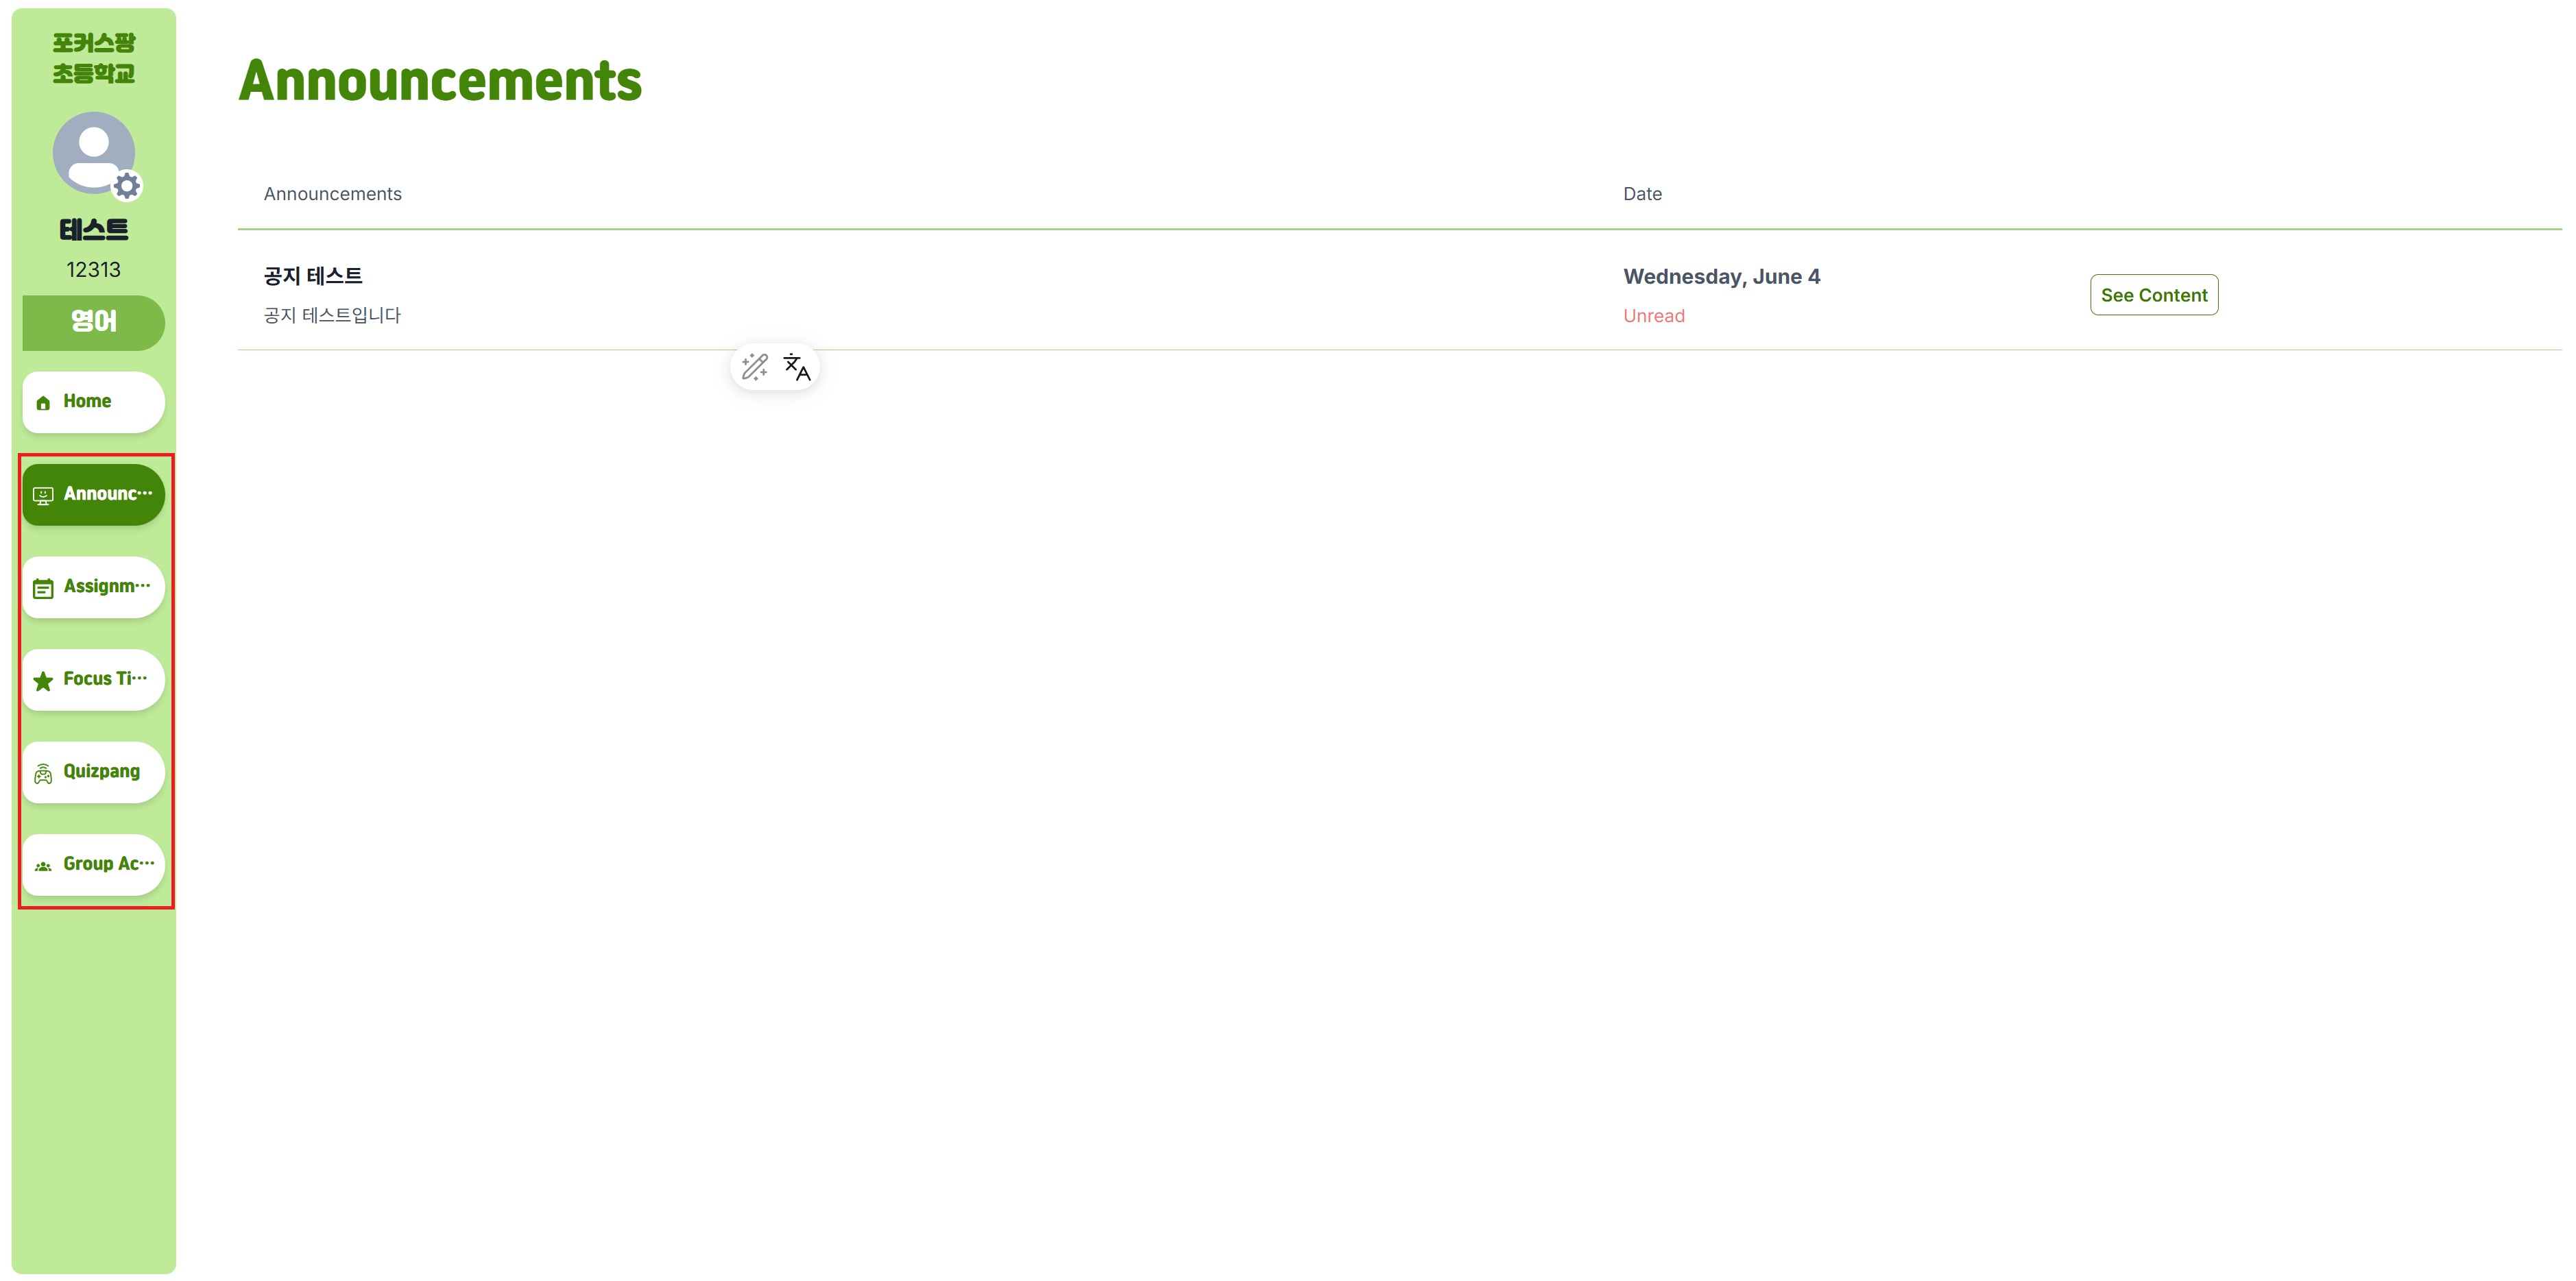 포커스팡
초등학교
테스트
12313
영어
Home
Announc···
Assignm···
Focus Ti···
Quizpang
Group Ac···
Announcements
Announcements Date
공지 테스트 Wednesday, June 4
See Content
공지 테스트입니다 Unread